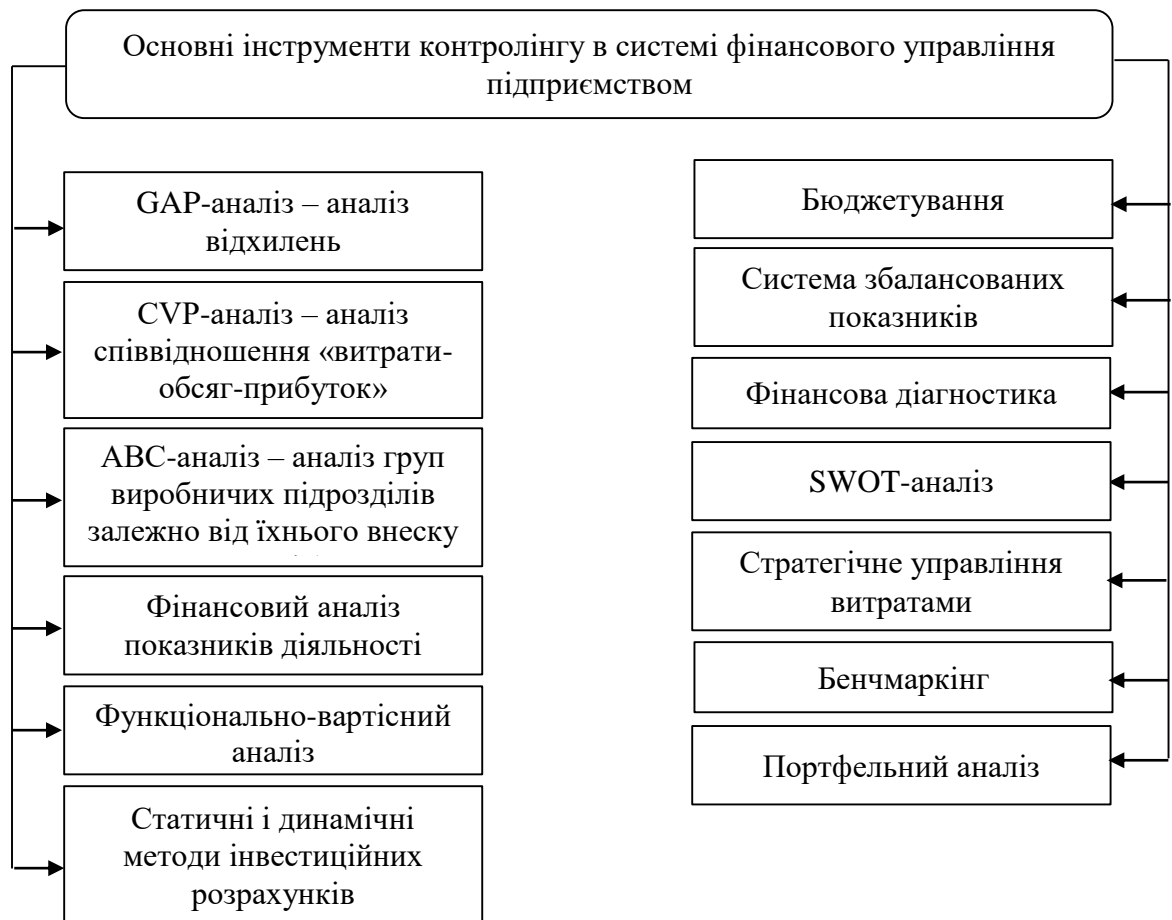 Основні інструменти контролінгу в системі фінансового управління
підприємством
GAP-аналіз – аналіз
відхилень
CVP-аналіз – аналіз
співвідношення «витрати-
обсяг-прибуток»
ABC-аналіз – аналіз груп
виробничих підрозділів
залежно від їхнього внеску
Фінансовий аналіз
показників діяльності
Функціонально-вартісний
аналіз
Статичні і динамічні
методи інвестиційних
розрахунків
Бюджетування
Система збалансованих
показників
Фінансова діагностика
SWOT-аналіз
Стратегічне управління
витратами
Бенчмаркінг
Портфельний аналіз